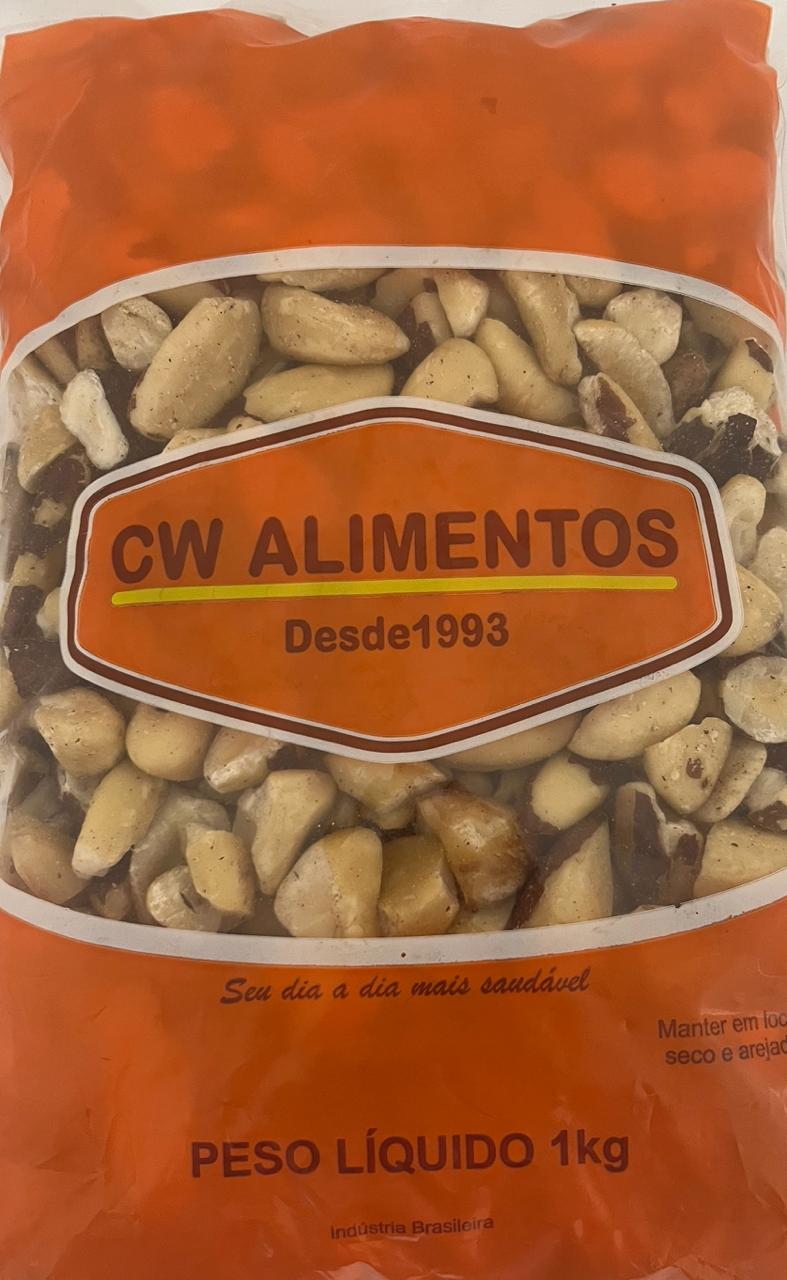 CW ALIMENTOS
Desde1993
Seu dia a dia mais saudável
Manter em
seco e
PESO LÍQUIDO 1kg
Indústria Brasileira